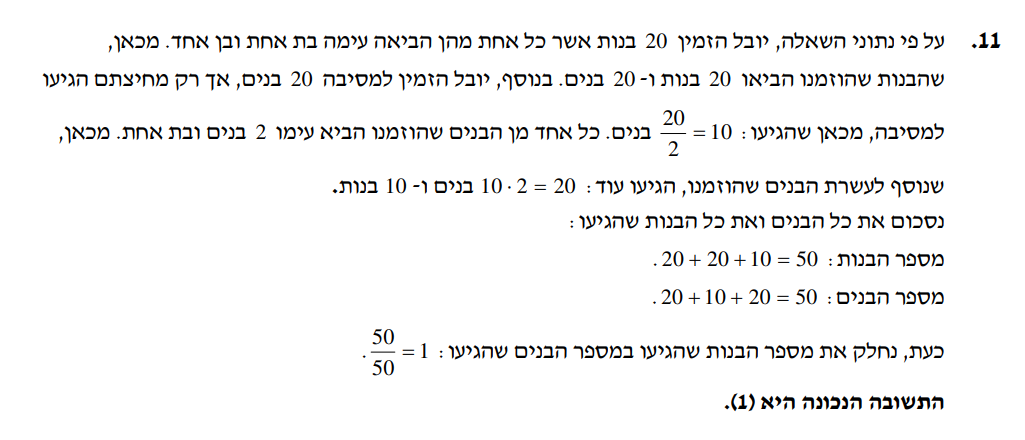 11. על פי נתוני השאלה, יובל הזמין 20 בנות אשר כל אחת מהן הביאה עימה בת אחת ובן אחד. מכאן,
שהבנות שהוזמנו הביאו 20 בנות ו- 20 בנים. בנוסף, יובל הזמין למסיבה 20 בנים, אך רק מחיצתם הגיעו
למסיבה, מכאן שהגיעו: 20/2 = 10 בנים. כל אחד מן הבנים שהוזמנו הביא עימו 2 בנים ובת אחת. מכאן,
שנוסף לעשרת הבנים שהוזמנו, הגיעו עוד: 10 · 2 = 20 בנים ו- 10 בנות.
נסכום את כל הבנים ואת כל הבנות שהגיעו:
מספר הבנות: 20 + 20 + 10 = 50.
מספר הבנים: 20 + 10 + 20 = 50.
כעת, נחלק את מספר הבנות שהגיעו במספר הבנים שהגיעו: 50/50 = 1.
התשובה הנכונה היא (1).